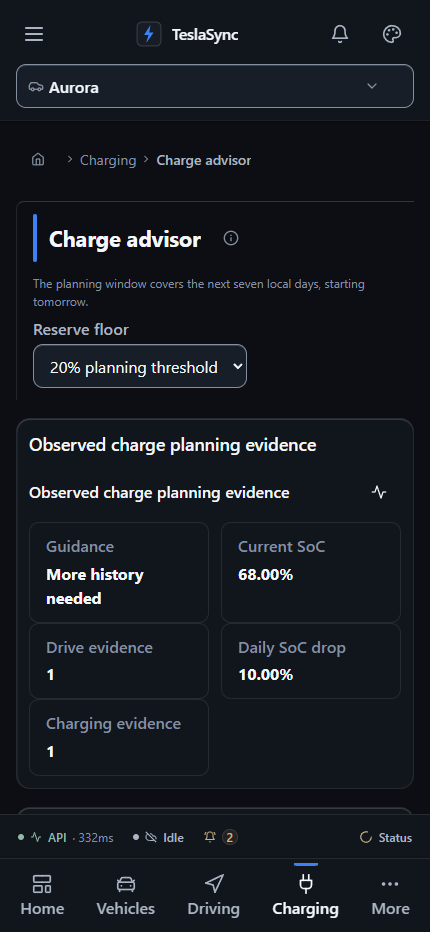 TeslaSync
Aurora
Charging
Charge advisor
Charge advisor
The planning window covers the next seven local days, starting
tomorrow.
Reserve floor
20% planning threshold
Observed charge planning evidence
Observed charge planning evidence
Guidance
More history
needed
Current SoC
68.00%
Drive evidence
1
Daily SoC drop
10.00%
Charging evidence
1
API · 332ms
Idle
2
Status
Home
Vehicles
Driving
Charging
More